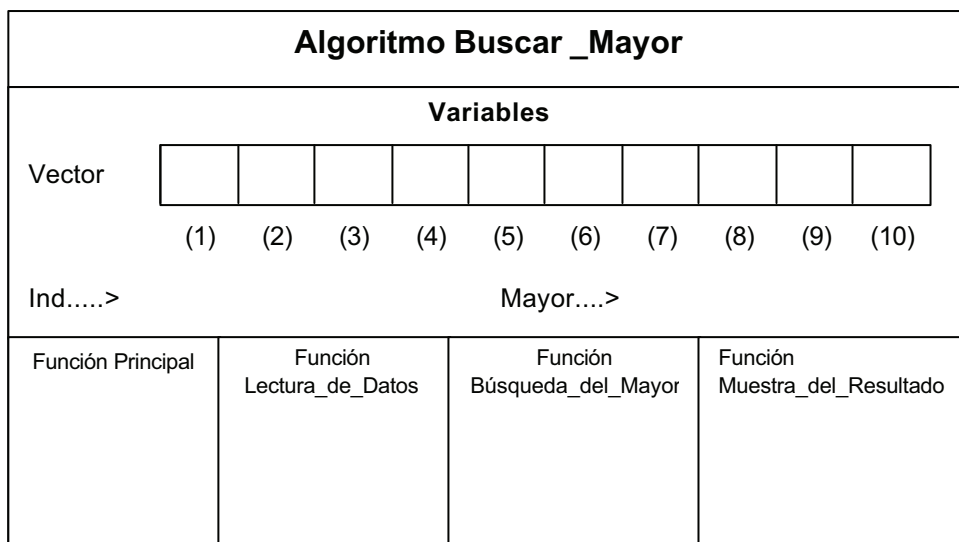 Algoritmo Buscar _Mayor
Variables
Vector
(1) (2) (3) (4) (5) (6) (7) (8) (9) (10)
Ind.....> Mayor....>
Función Principal
Función
Lectura_de_Datos
Función
Búsqueda_del_Mayor
Función
Muestra_del_Resultado